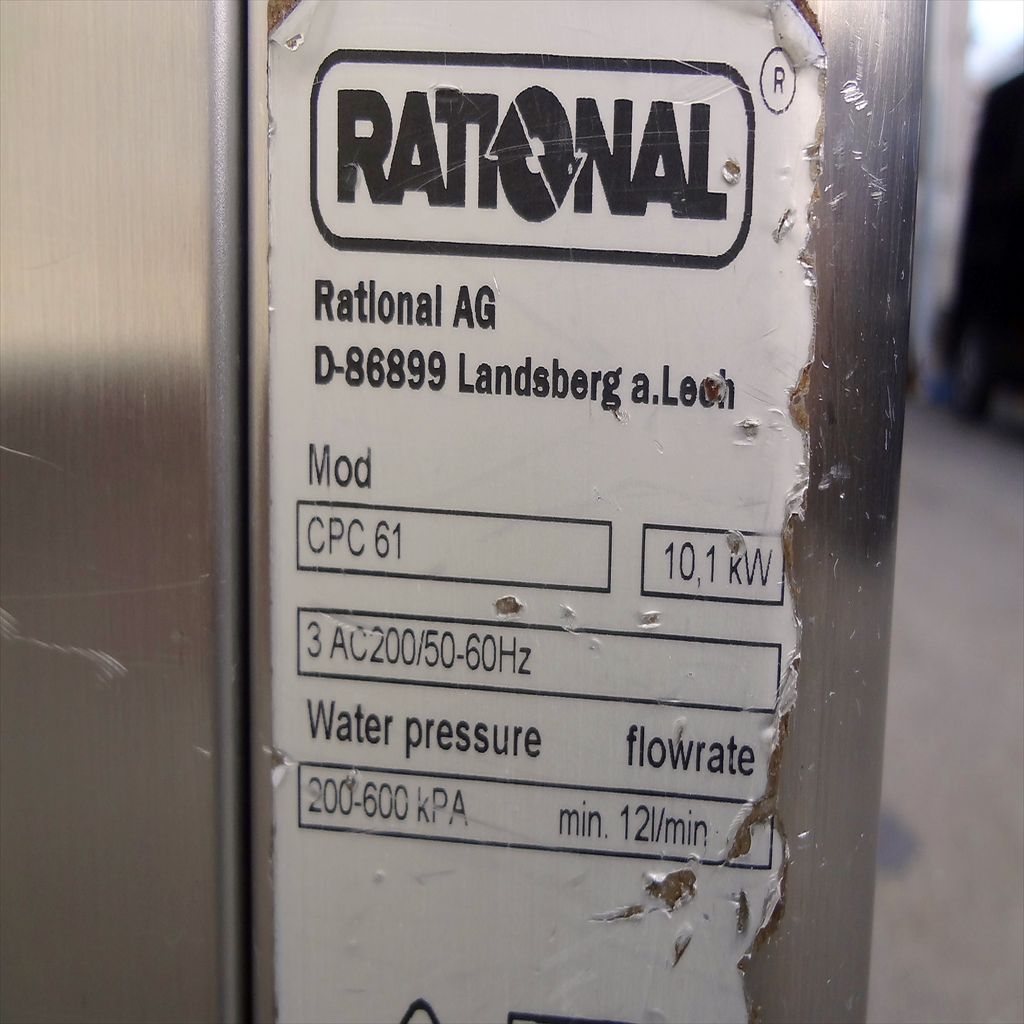 RATIONAL ®
Rational AG
D-86899 Landsberg a.Lech
Mod
CPC 61 10,1 kW
3 AC200/50-60Hz
Water pressure flowrate
200-600 kPA min. 12l/min